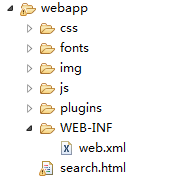 webapp
css
fonts
img
js
plugins
WEB-INF
web.xml
search.html